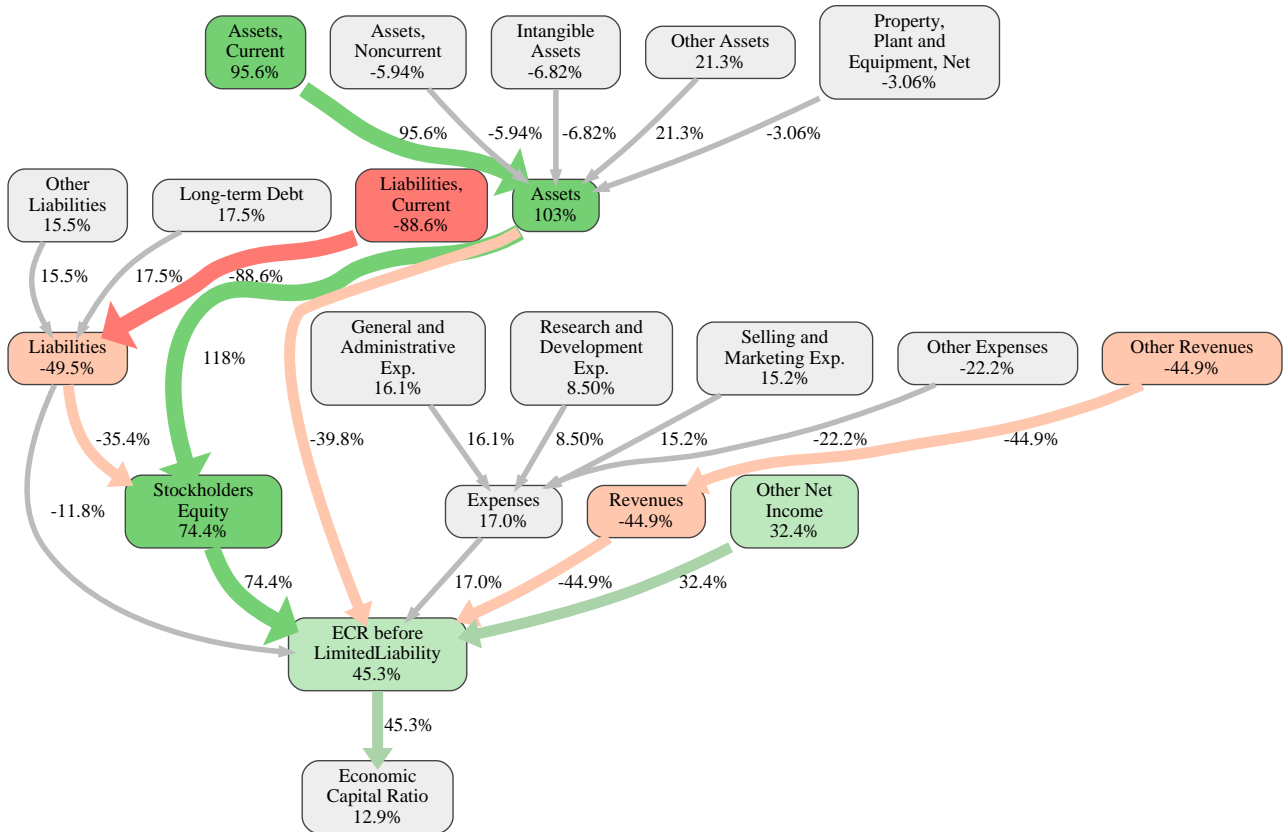 Assets,
Current
95.6%
Assets,
Noncurrent
-5.94%
Intangible
Assets
-6.82%
Other Assets
21.3%
Property,
Plant and
Equipment, Net
-3.06%
95.6%
-5.94%
-6.82%
21.3%
-3.06%
Other
Liabilities
15.5%
Long-term Debt
17.5%
Liabilities,
Current
-88.6%
Assets
103%
15.5%
17.5%
-88.6%
Liabilities
-49.5%
118%
General and
Administrative
Exp.
16.1%
Research and
Development
Exp.
8.50%
Selling and
Marketing Exp.
15.2%
Other Expenses
-22.2%
Other Revenues
-44.9%
-35.4%
-39.8%
16.1%
8.50%
15.2%
-22.2%
-44.9%
-11.8%
Stockholders
Equity
74.4%
Expenses
17.0%
Revenues
-44.9%
Other Net
Income
32.4%
74.4%
17.0%
-44.9%
32.4%
ECR before
LimitedLiability
45.3%
45.3%
Economic
Capital Ratio
12.9%